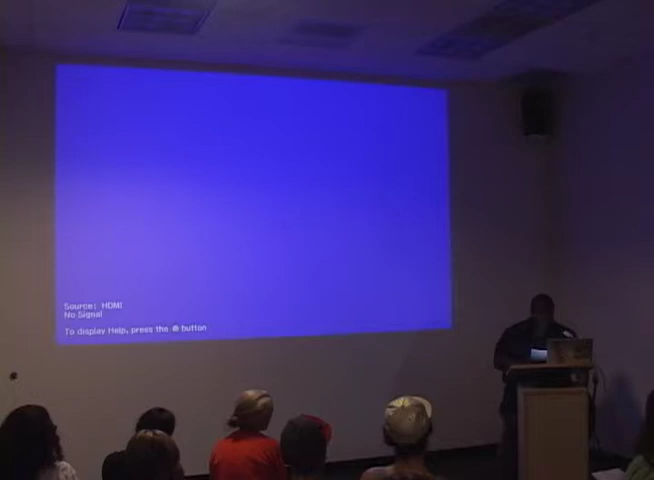 Source: HDMI
No Signal
To display Help, press the button